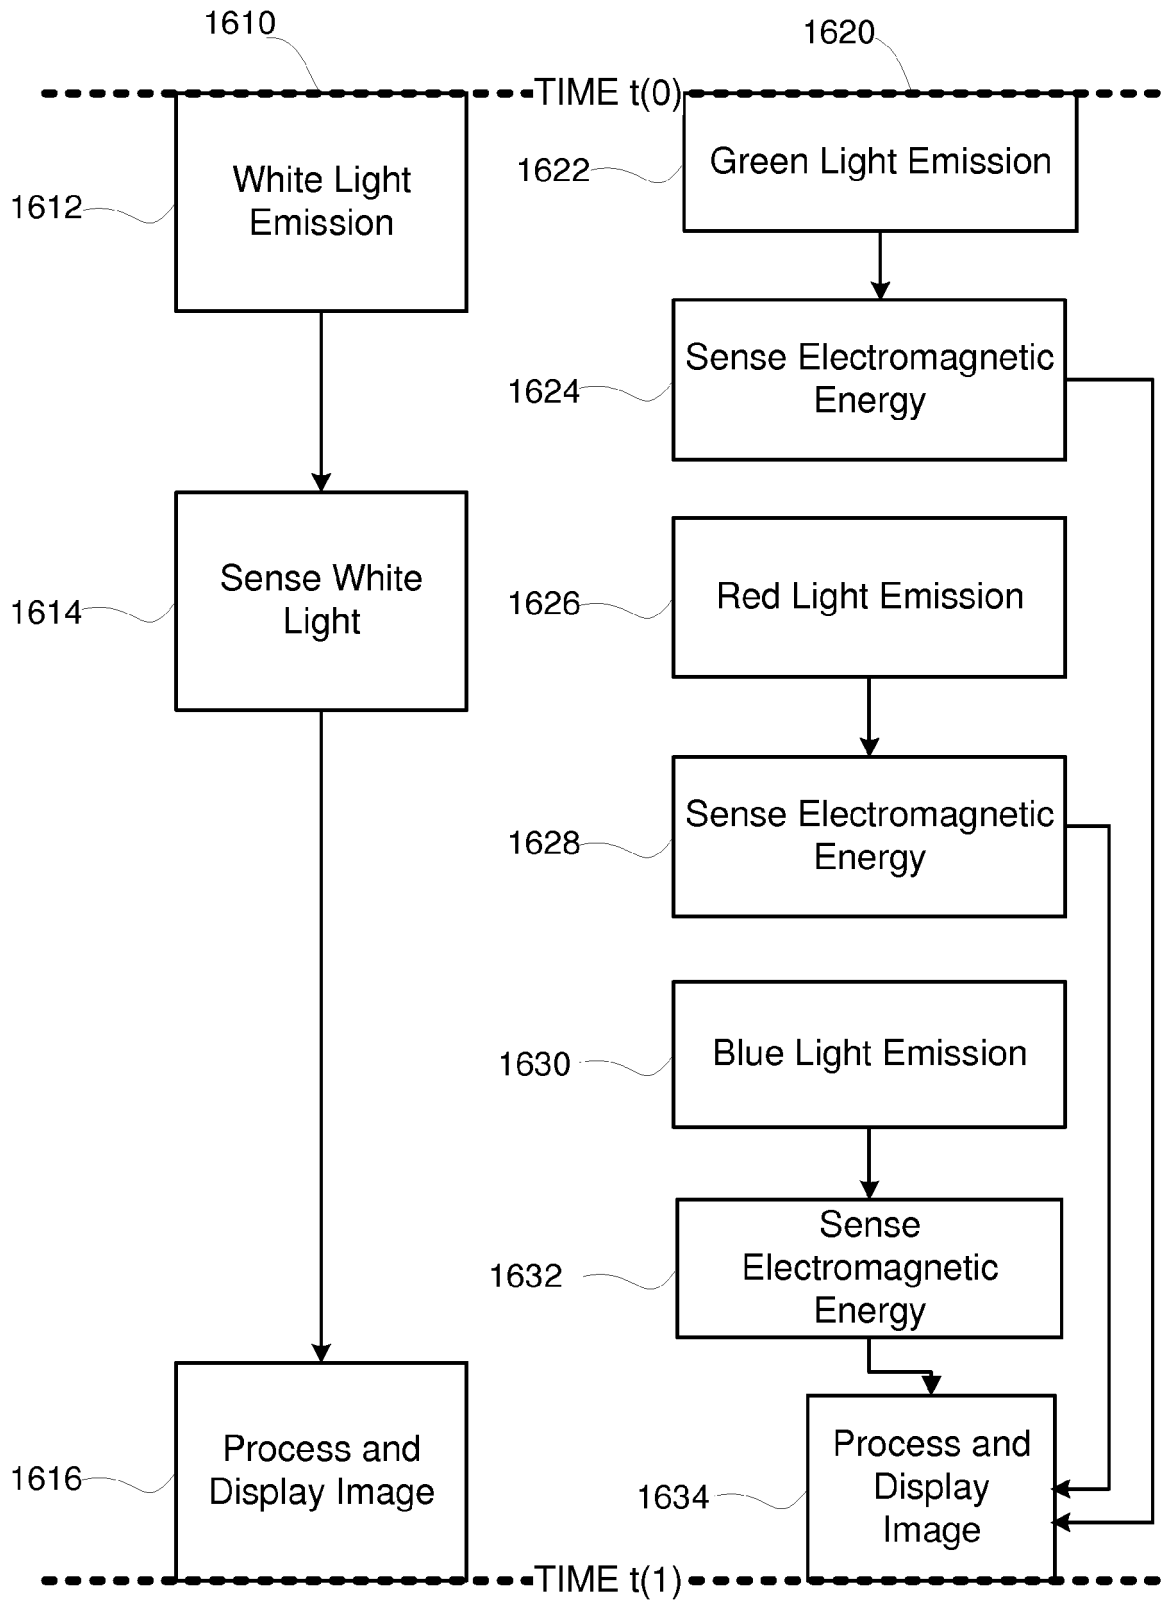 1610
1620
TIME t(0)
White Light
Emission
1612
1622
Green Light Emission
Sense Electromagnetic
Energy
1624
Sense White
Light
1614
1626
Red Light Emission
Sense Electromagnetic
Energy
1628
1630
Blue Light Emission
Sense
Electromagnetic
Energy
1632
Process and
Display Image
1616
1634
Process and
Display
Image
TIME t(1)